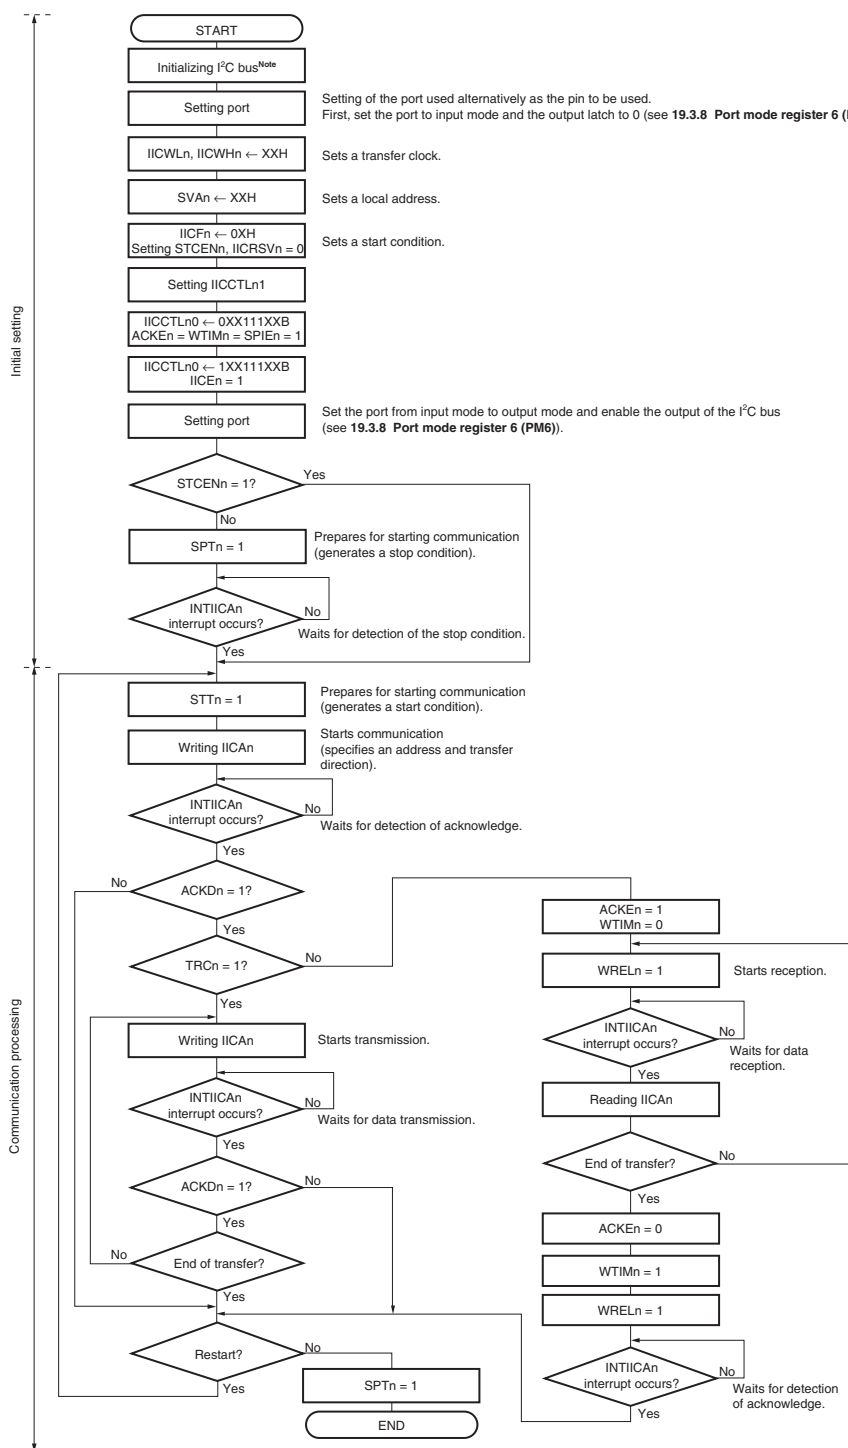 START
Initializing I²C bus^Note
Setting port
Setting of the port used alternatively as the pin to be used.
First, set the port to input mode and the output latch to 0 (see 19.3.8 Port mode register 6 (
IICWLn, IICWHn ← XXH
Sets a transfer clock.
SVAn ← XXH
Sets a local address.
IICFn ← 0XH
Setting STCENn, IICRSVn = 0
Sets a start condition.
Setting IICCTLn1
IICCTLn0 ← 0XX111XXB
ACKEn = WTIMn = SPIEn = 1
IICCTLn0 ← 1XX111XXB
IICEn = 1
Setting port
Set the port from input mode to output mode and enable the output of the I²C bus
(see 19.3.8 Port mode register 6 (PM6)).
Initial setting
STCENn = 1?
Yes
No
SPTn = 1
Prepares for starting communication
(generates a stop condition).
INTIICAn
interrupt occurs?
No
Waits for detection of the stop condition.
Yes
STTn = 1
Prepares for starting communication
(generates a start condition).
Writing IICAn
Starts communication
(specifies an address and transfer
direction).
INTIICAn
interrupt occurs?
No
Waits for detection of acknowledge.
Yes
No
ACKDn = 1?
Yes
TRCn = 1?
No
Yes
Communication processing
Writing IICAn
Starts transmission.
INTIICAn
interrupt occurs?
No
Waits for data transmission.
Yes
ACKDn = 1?
No
Yes
No
End of transfer?
Yes
Restart?
No
Yes
SPTn = 1
END
ACKEn = 1
WTIMn = 0
WRELn = 1
Starts reception.
INTIICAn
interrupt occurs?
No
Waits for data
reception.
Yes
Reading IICAn
End of transfer?
No
Yes
ACKEn = 0
WTIMn = 1
WRELn = 1
INTIICAn
interrupt occurs?
No
Waits for detection
of acknowledge.
Yes